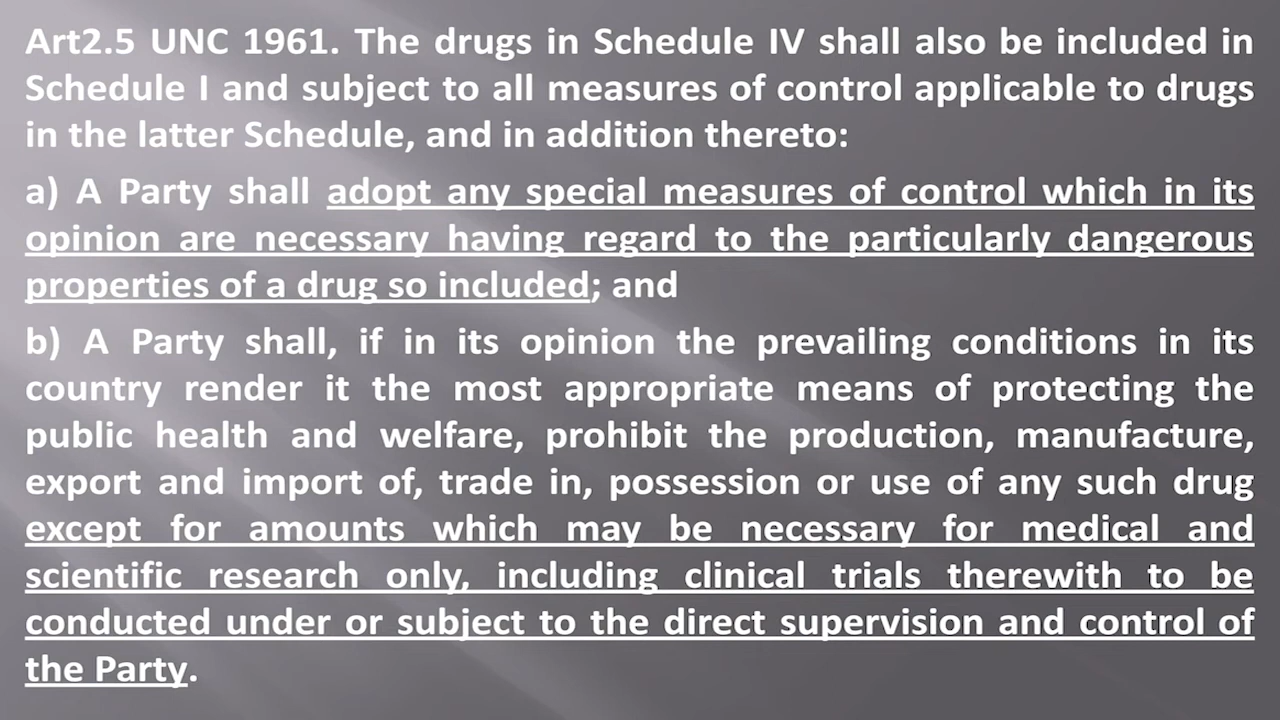 Art2.5 UNC 1961. The drugs in Schedule IV shall also be included in
Schedule I and subject to all measures of control applicable to drugs
in the latter Schedule, and in addition thereto:
a) A Party shall adopt any special measures of control which in its
opinion are necessary having regard to the particularly dangerous
properties of a drug so included; and
b) A Party shall, if in its opinion the prevailing conditions in its
country render it the most appropriate means of protecting the
public health and welfare, prohibit the production, manufacture,
export and import of, trade in, possession or use of any such drug
except for amounts which may be necessary for medical and
scientific research only, including clinical trials therewith to be
conducted under or subject to the direct supervision and control of
the Party.